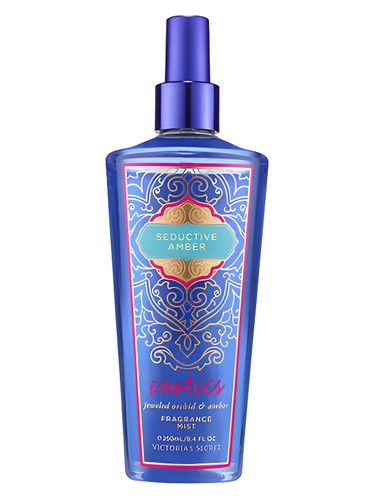 SEDUCTIVE
AMBER
exotics
jeweled orchid & amber
FRAGRANCE
MIST
℮ 250mL/8.4 FL OZ
VICTORIA'S SECRET